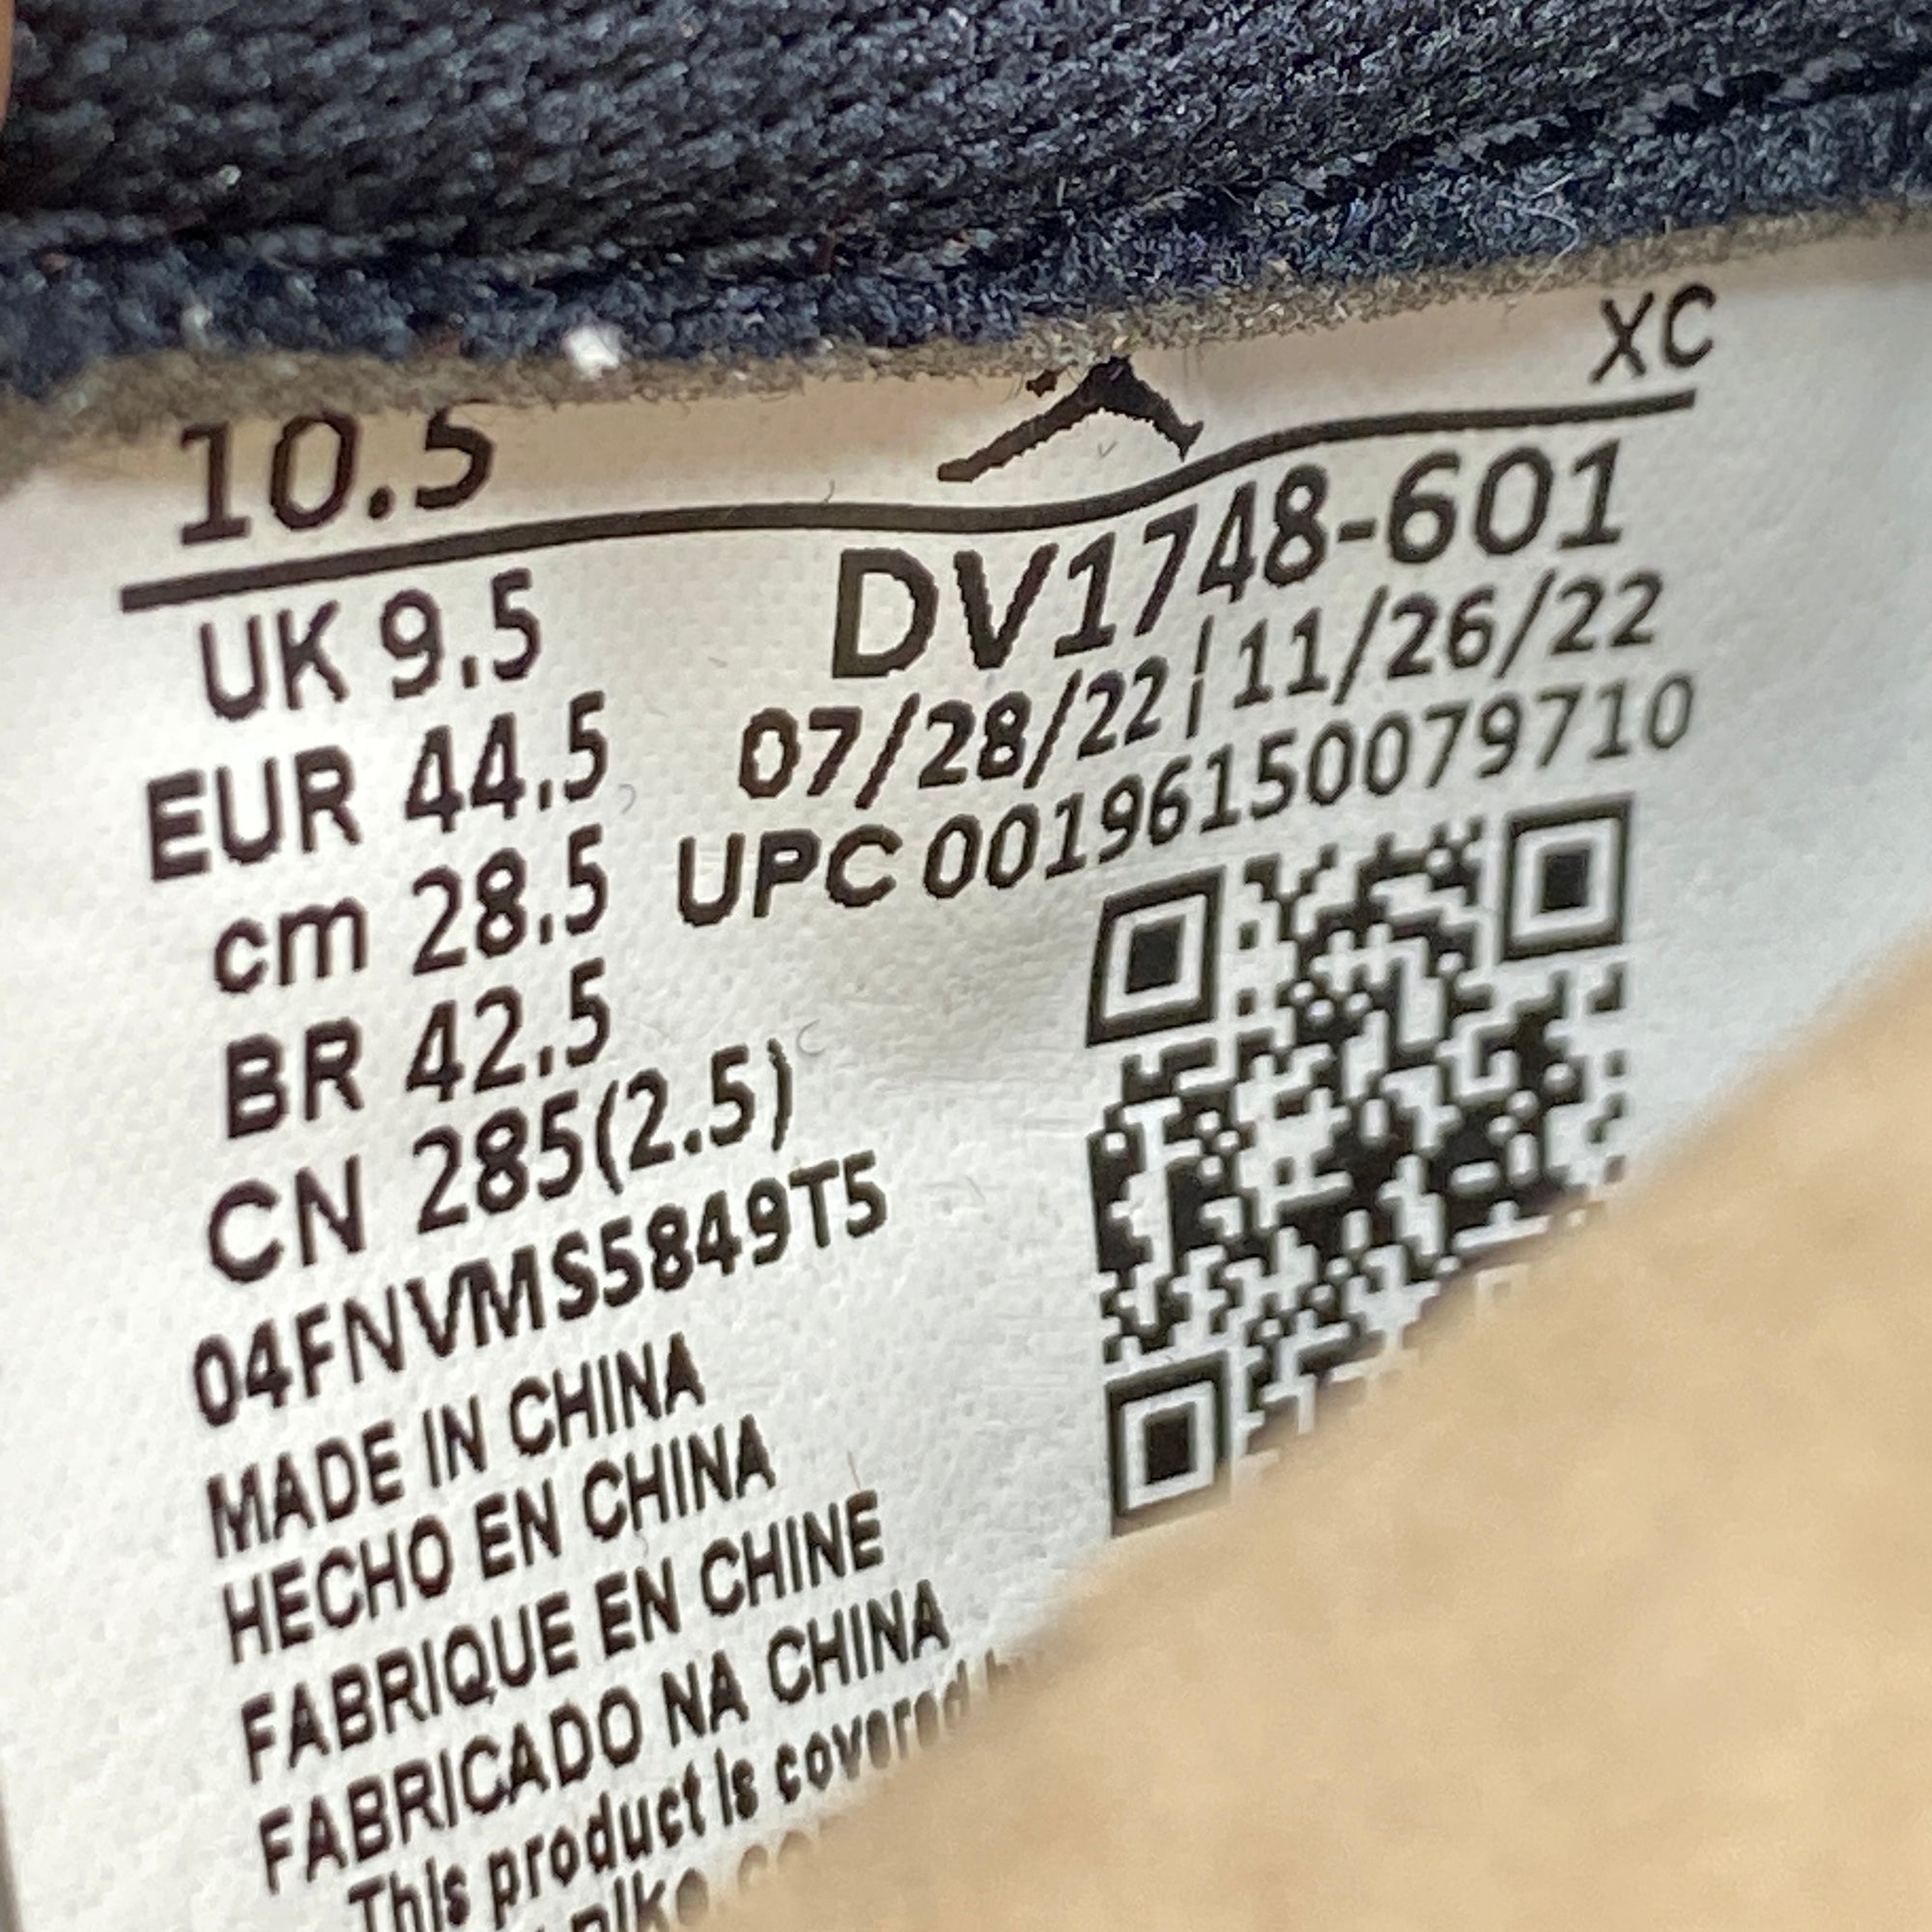 10.5 XC
UK 9.5 DV1748-601
EUR 44.5 07/28/22 | 11/26/22
cm 28.5 UPC 00196150079710
BR 42.5
CN 285(2.5)
04FNVMS5849T5
MADE IN CHINA
HECHO EN CHINA
FABRIQUE EN CHINE
FABRICADO NA CHINA
This product is covered